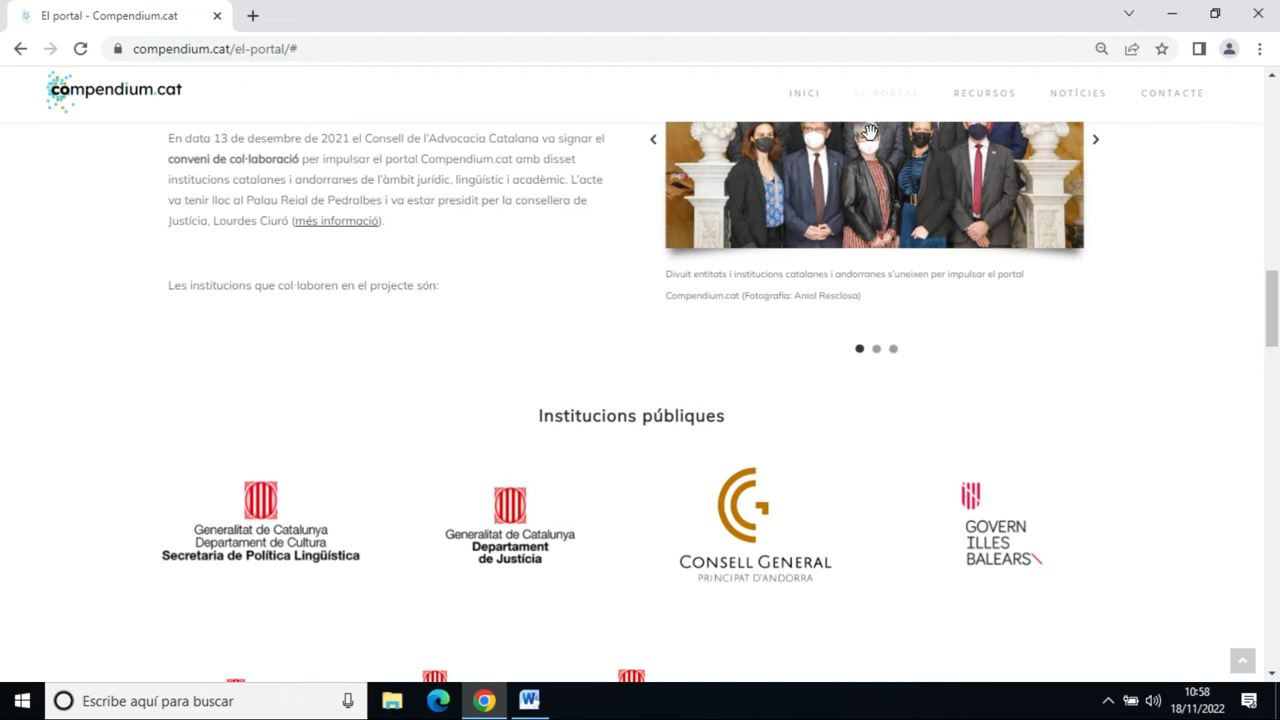 El portal - Compendium.cat
compendium.cat/el-portal/#
compendium.cat
INICI
EL PORTAL
RECURSOS
NOTÍCIES
CONTACTE
En data 13 de desembre de 2021 el Consell de l'Advocacia Catalana va signar el
conveni de col·laboració per impulsar el portal Compendium.cat amb disset
institucions catalanes i andorranes de l'àmbit jurídic, lingüístic i acadèmic. L'acte
va tenir lloc al Palau Reial de Pedralbes i va estar presidit per la consellera de
Justícia, Lourdes Ciuró (més informació).
Les institucions que col·laboren en el projecte són:
Divuit entitats i institucions catalanes i andorranes s'uneixen per impulsar el portal
Compendium.cat (Fotografia: Aniol Resclosa)
Institucions públiques
Generalitat de Catalunya
Departament de Cultura
Secretaria de Política Lingüística
Generalitat de Catalunya
Departament
de Justícia
CONSELL GENERAL
PRINCIPAT D'ANDORRA
GOVERN
ILLES
BALEARS
Escribe aquí para buscar
10:58
18/11/2022